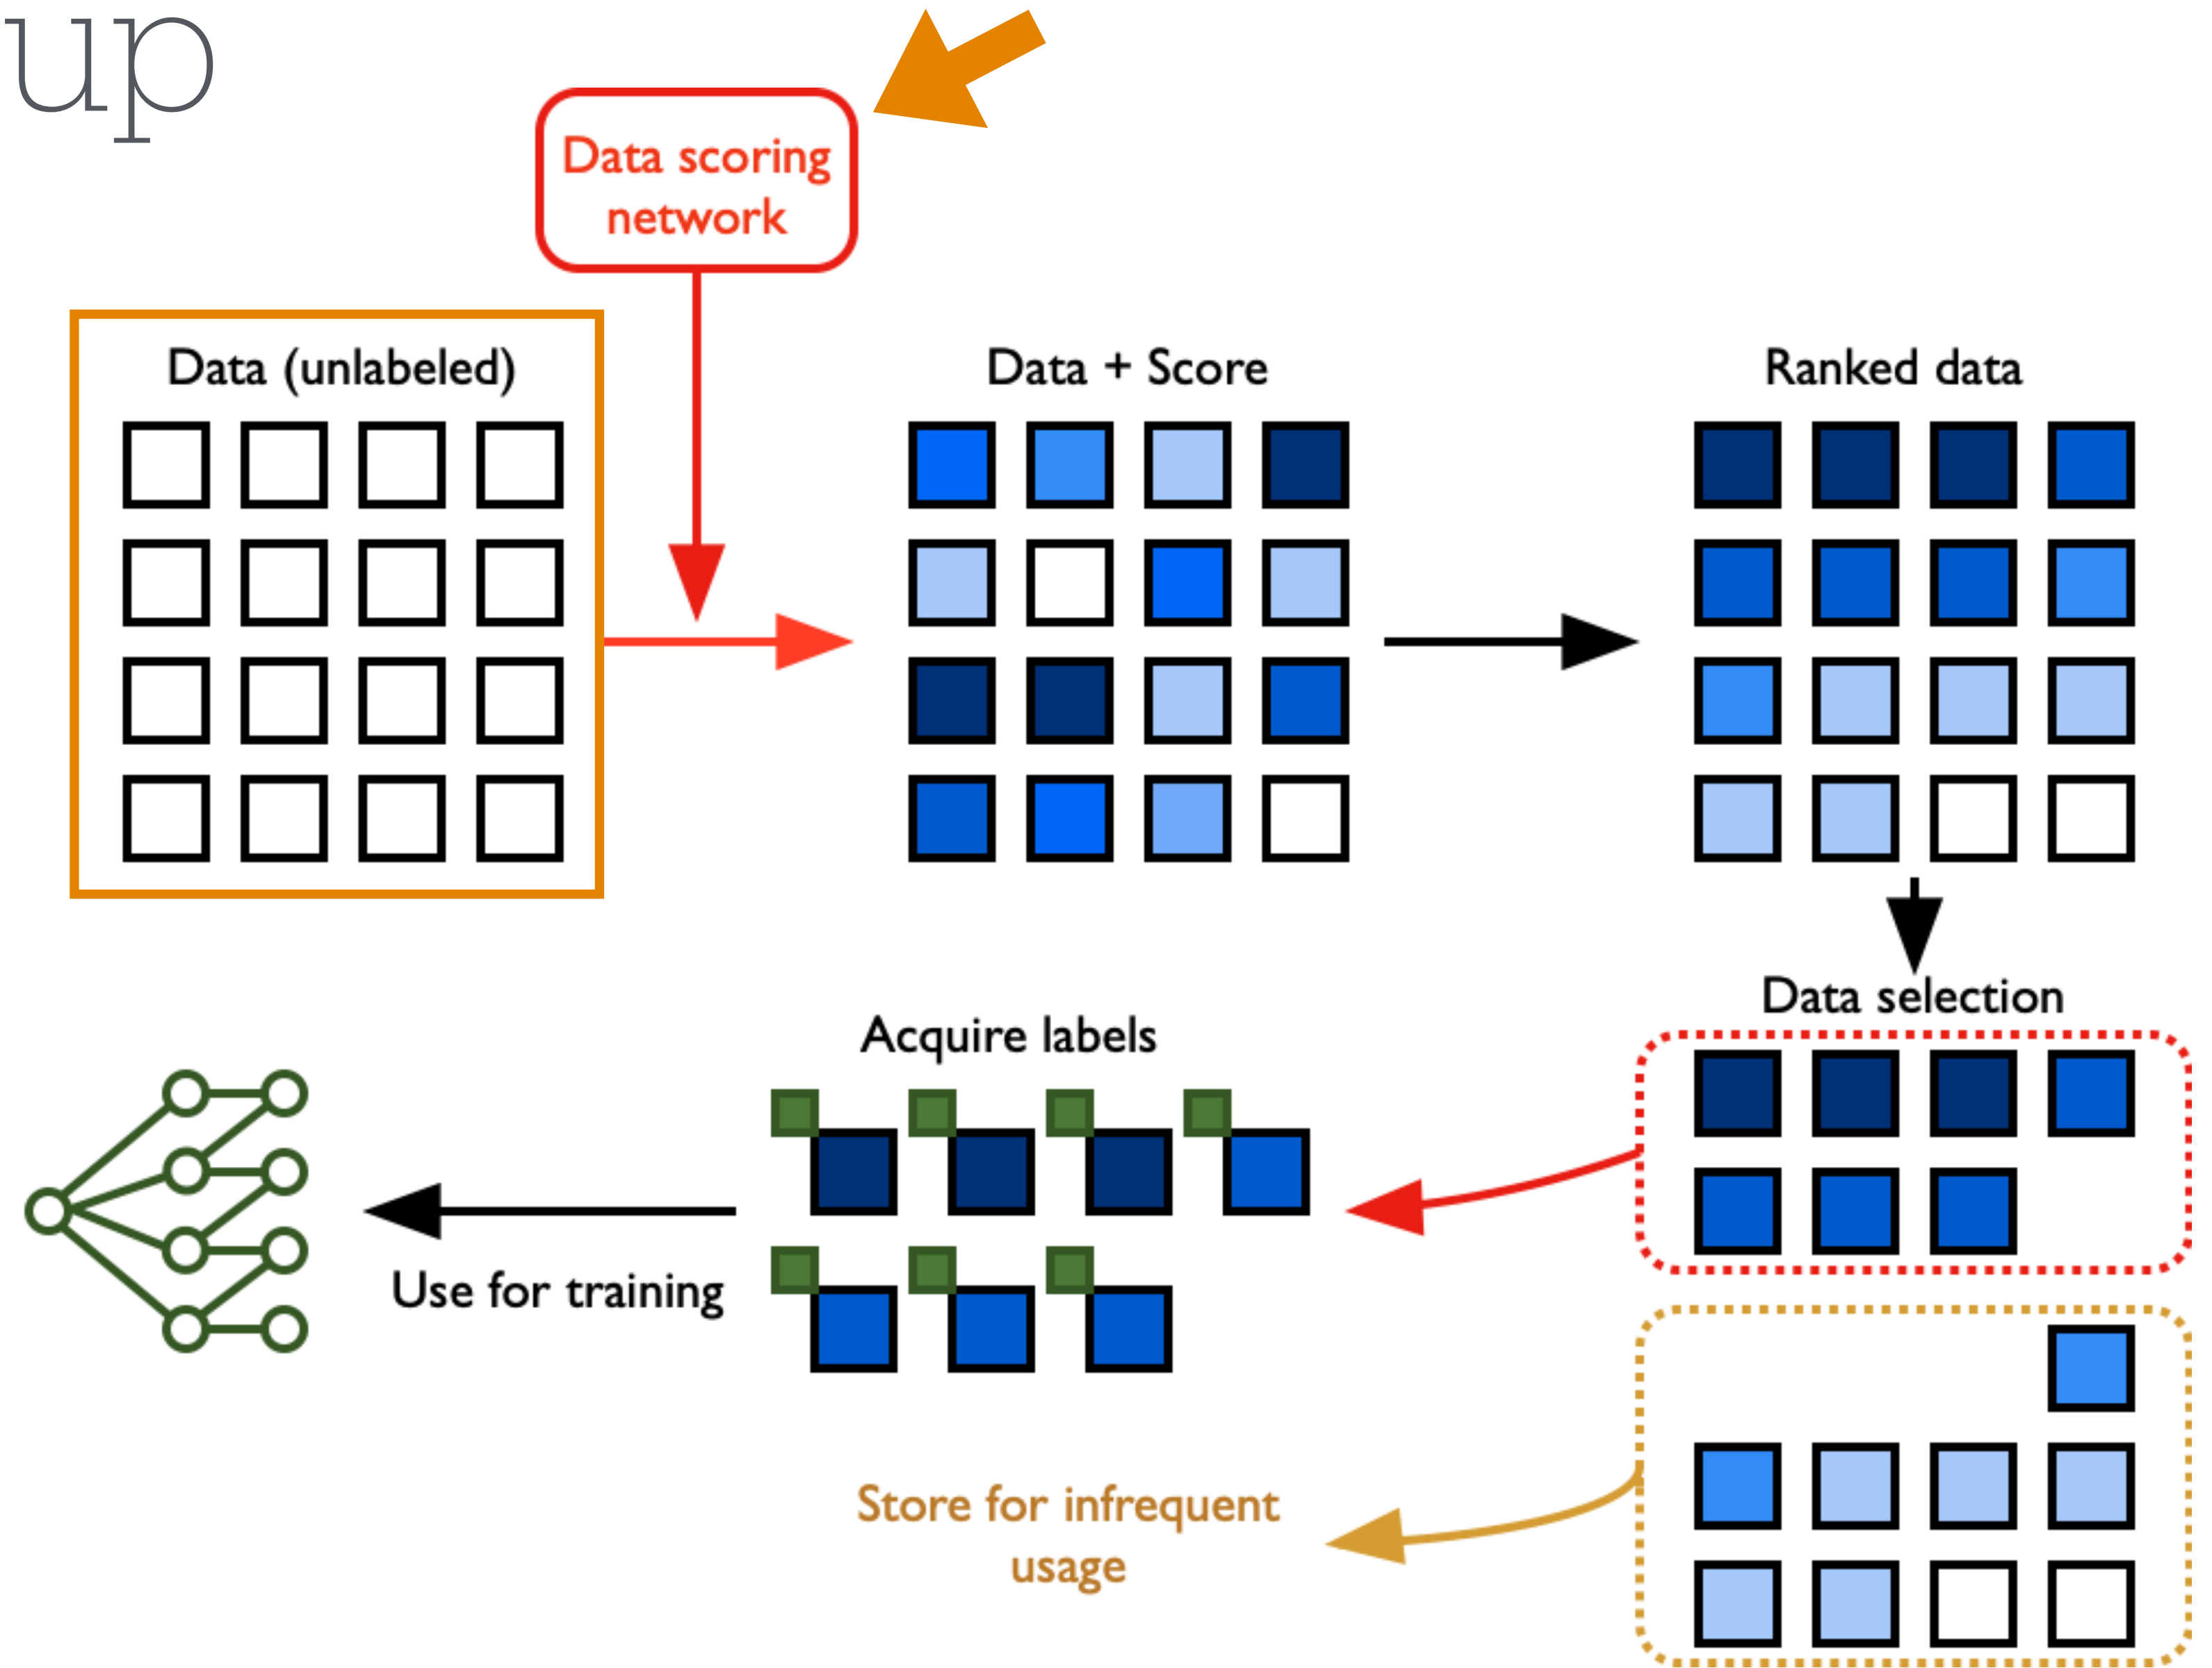 up
Data scoring
network
Data (unlabeled)
Data + Score
Ranked data
Data selection
Acquire labels
Use for training
Store for infrequent
usage